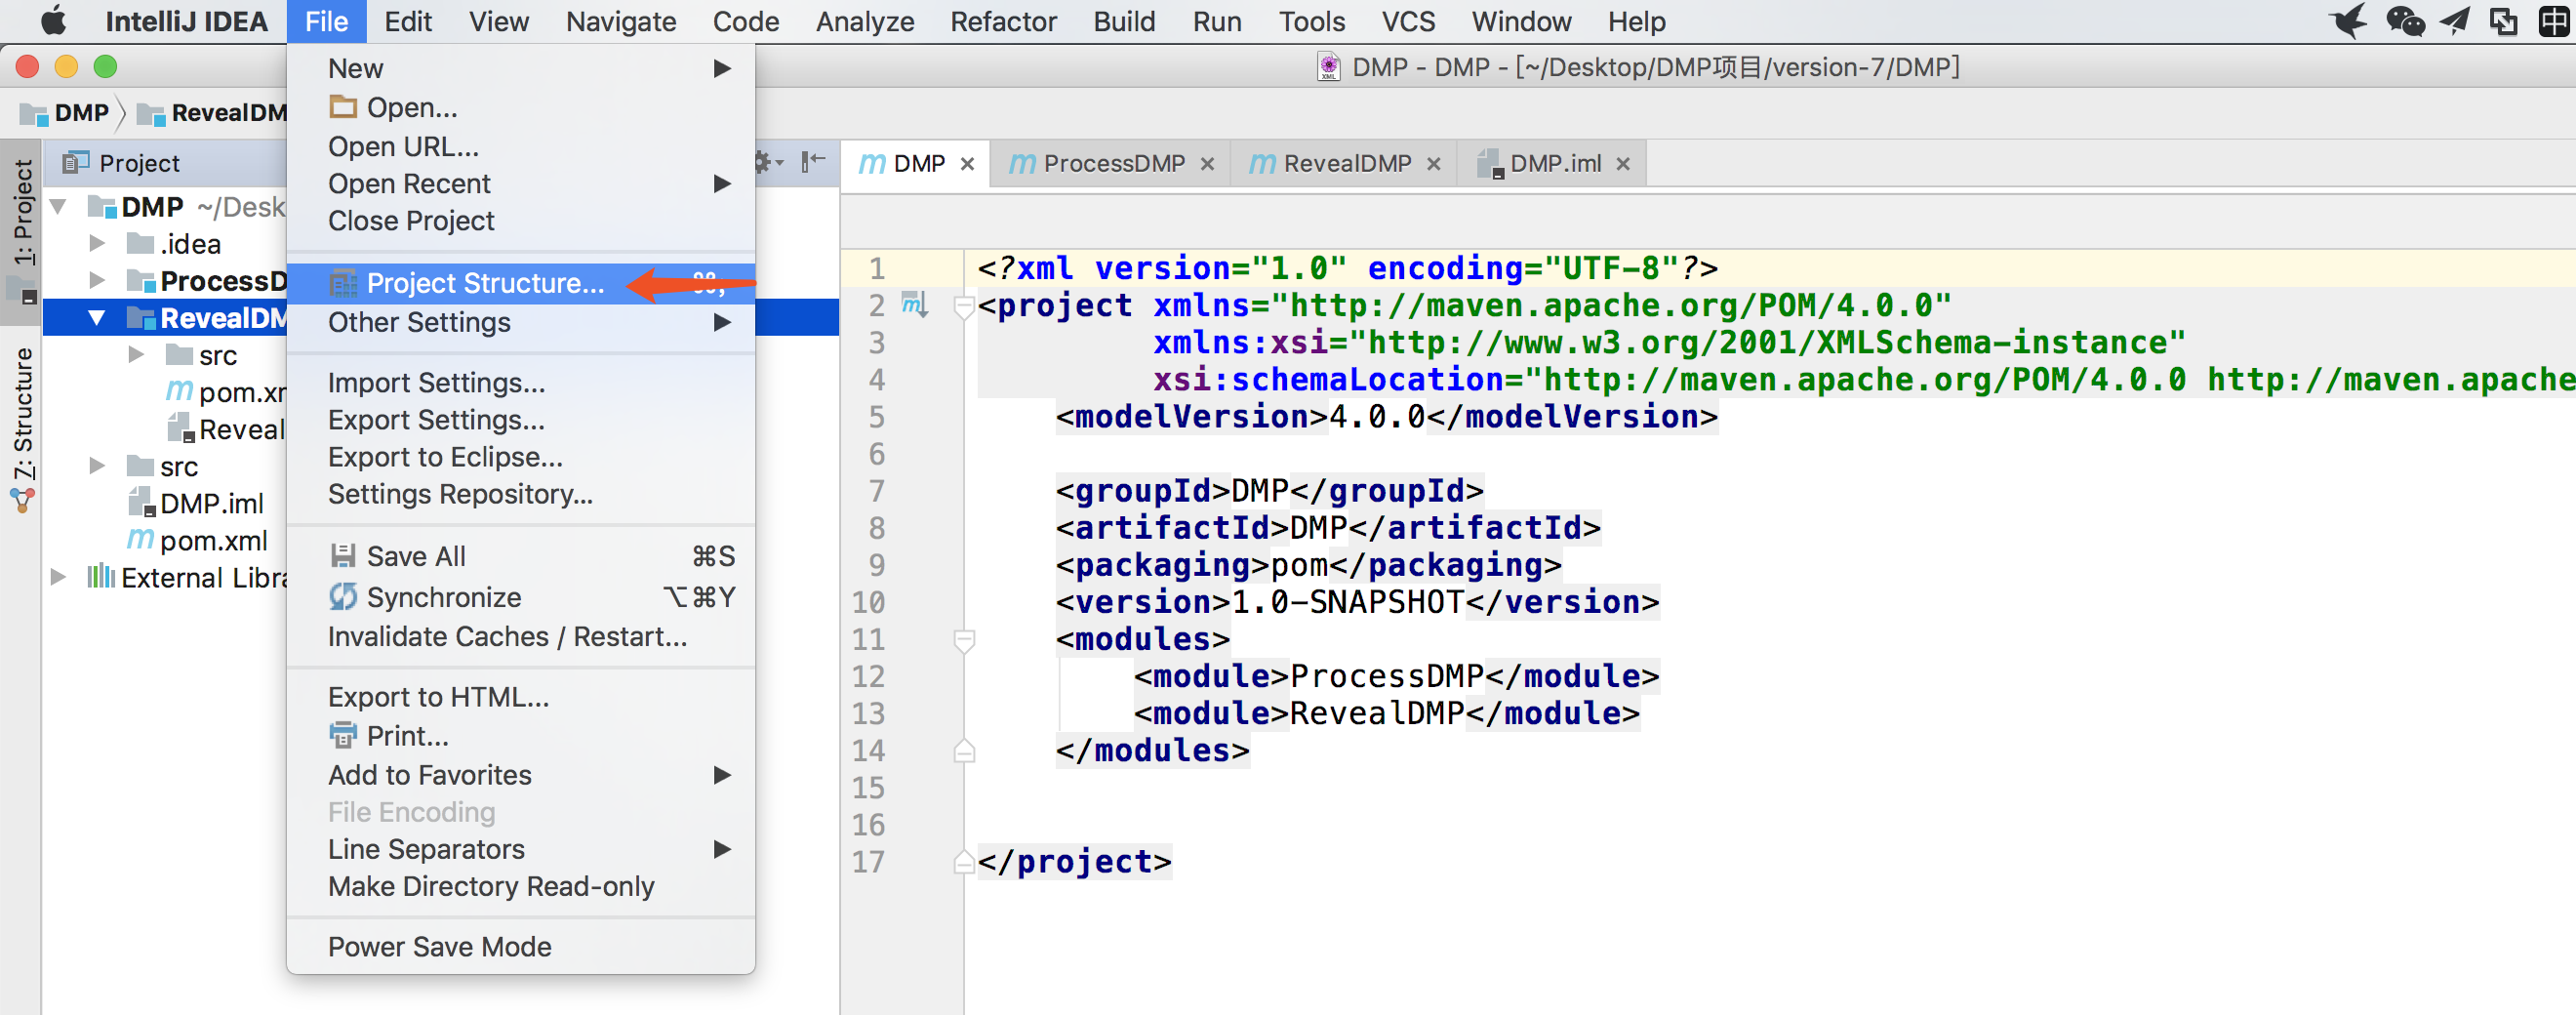 IntelliJ IDEA File Edit View Navigate Code Analyze Refactor Build Run Tools VCS Window Help 中
DMP - DMP - [~/Desktop/DMP项目/version-7/DMP]
DMP RevealDM
1: Project
7: Structure
Project
DMP ~/Desk
.idea
ProcessD
RevealDM
src
pom.xm
Reveal
src
DMP.iml
pom.xml
External Libra
New
Open...
Open URL...
Open Recent
Close Project
Project Structure... ⌘;
Other Settings
Import Settings...
Export Settings...
Export to Eclipse...
Settings Repository...
Save All ⌘S
Synchronize ⌥⌘Y
Invalidate Caches / Restart...
Export to HTML...
Print...
Add to Favorites
File Encoding
Line Separators
Make Directory Read-only
Power Save Mode
m DMP × m ProcessDMP × m RevealDMP × DMP.iml ×
1 <?xml version="1.0" encoding="UTF-8"?>
2 <project xmlns="http://maven.apache.org/POM/4.0.0"
3 xmlns:xsi="http://www.w3.org/2001/XMLSchema-instance"
4 xsi:schemaLocation="http://maven.apache.org/POM/4.0.0 http://maven.apache
5 <modelVersion>4.0.0</modelVersion>
6
7 <groupId>DMP</groupId>
8 <artifactId>DMP</artifactId>
9 <packaging>pom</packaging>
10 <version>1.0-SNAPSHOT</version>
11 <modules>
12 <module>ProcessDMP</module>
13 <module>RevealDMP</module>
14 </modules>
15
16
17 </project>